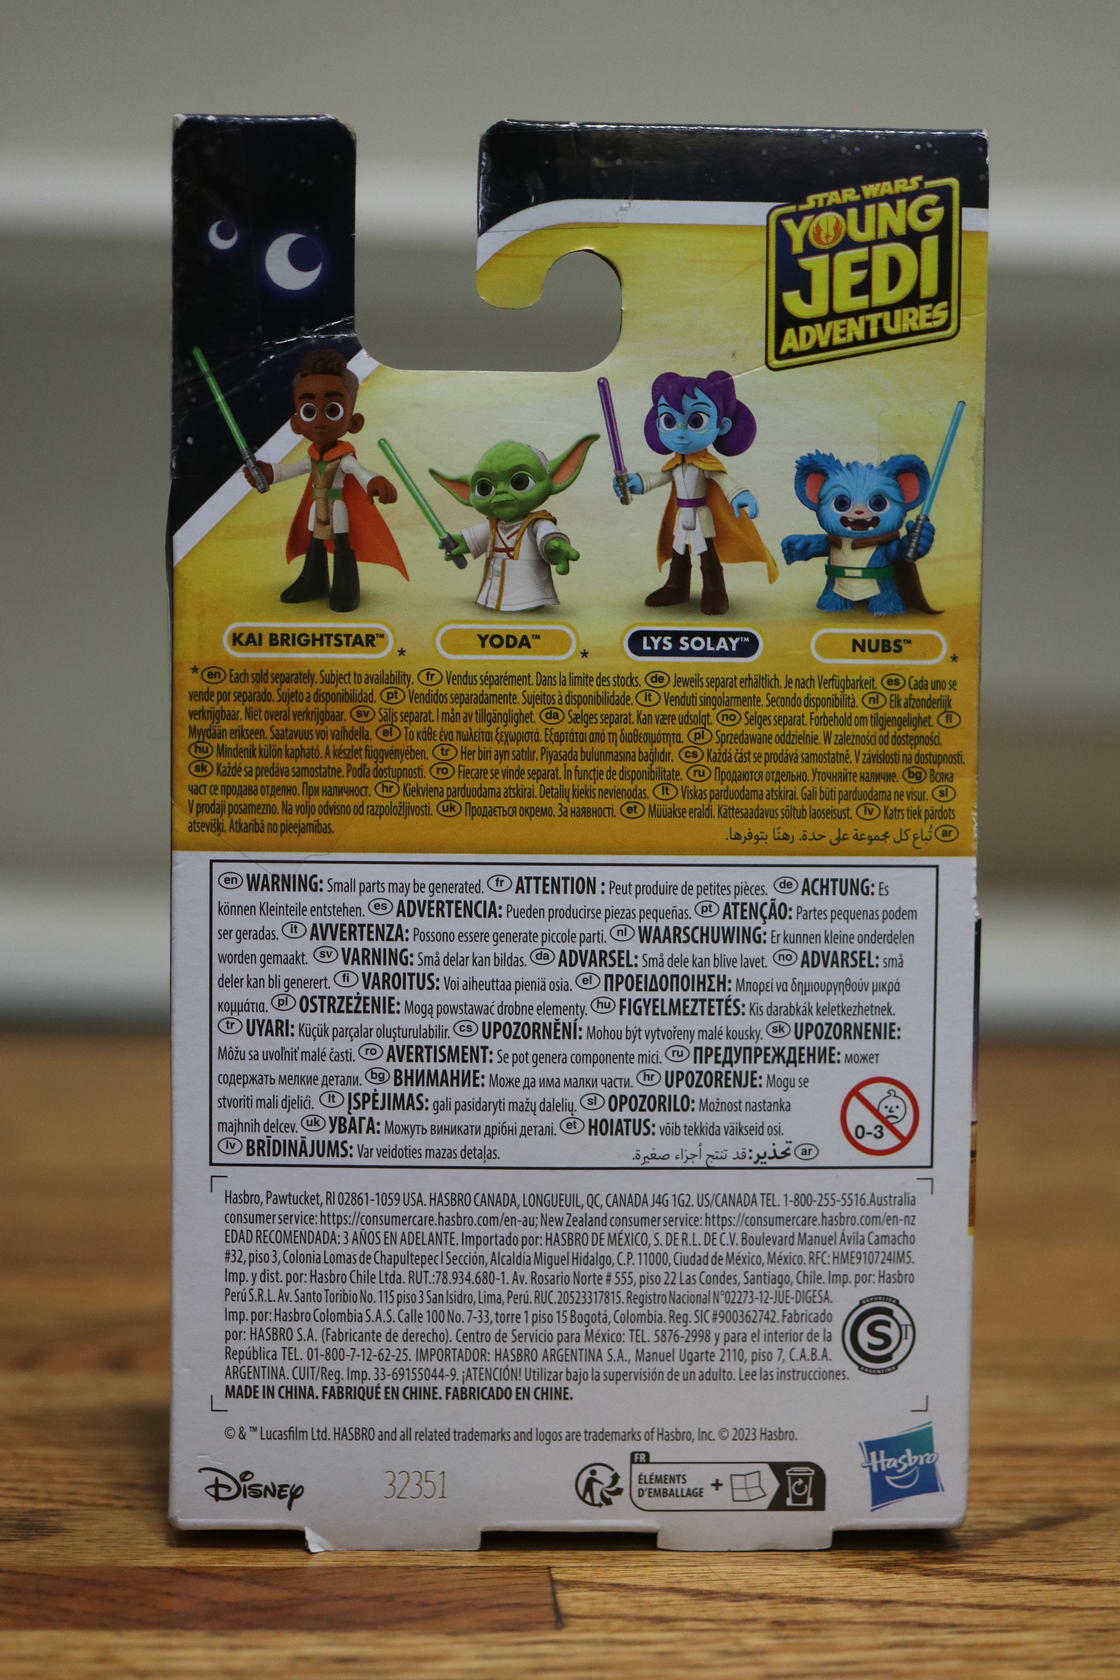 STAR WARS
YOUNG
JEDI
ADVENTURES
KAI BRIGHTSTAR™* YODA™* LYS SOLAY™ NUBS™*
* (en) Each sold separately. Subject to availability. (fr) Vendus séparément. Dans la limite des stocks. (de) Jeweils separat erhältlich. Je nach Verfügbarkeit. (es) Cada uno se
vende por separado. Sujeto a disponibilidad. (pt) Vendidos separadamente. Sujeitos à disponibilidade. (it) Venduti singolarmente. Secondo disponibilità. (nl) Elk afzonderlijk
verkrijgbaar. Niet overal verkrijgbaar. (sv) Säljs separat. I mån av tillgänglighet. (da) Sælges separat. Kan være udsolgt. (no) Selges separat. Forbehold om tilgjengelighet. (fi)
Myydään erikseen. Saatavuus voi vaihdella. (el) Το κάθε ένα πωλείται ξεχωριστά. Εξαρτάται από τη διαθεσιμότητα. (pl) Sprzedawane oddzielnie. W zależności od dostępności.
(hu) Mindenik külön kapható. A készlet függvényében. (tr) Her biri ayrı satılır. Piyasada bulunmasına bağlıdır. (cs) Každá část se prodává samostatně. V závislosti na dostupnosti.
(sk) Každé sa predáva samostatne. Podľa dostupnosti. (ro) Fiecare se vinde separat. În funcție de disponibilitate. (ru) Продаются отдельно. Уточняйте наличие. (bg) Всяка
част се продава отделно. При наличност. (hr) Kiekviena parduodama atskirai. Detalių kiekis nevienodas. (lt) Viskas parduodama atskirai. Gali būti parduodama ne visur. (sl)
V prodaji posamezno. Na voljo odvisno od razpoložljivosti. (uk) Продається окремо. За наявності. (et) Müüakse eraldi. Kättesaadavus sõltub laoseisust. (lv) Katrs tiek pārdots
atsevišķi. Atkarībā no pieejamības.
(ar) تُباع كل مجموعة على حدة. رهنًا بتوفرها.
(en) WARNING: Small parts may be generated. (fr) ATTENTION : Peut produire de petites pièces. (de) ACHTUNG: Es
können Kleinteile entstehen. (es) ADVERTENCIA: Pueden producirse piezas pequeñas. (pt) ATENÇÃO: Partes pequenas podem
ser geradas. (it) AVVERTENZA: Possono essere generate piccole parti. (nl) WAARSCHUWING: Er kunnen kleine onderdelen
worden gemaakt. (sv) VARNING: Små delar kan bildas. (da) ADVARSEL: Små dele kan blive lavet. (no) ADVARSEL: små
deler kan bli generert. (fi) VAROITUS: Voi aiheuttaa pieniä osia. (el) ΠΡΟΕΙΔΟΠΟΙΗΣΗ: Μπορεί να δημιουργηθούν μικρά
κομμάτια. (pl) OSTRZEŻENIE: Mogą powstawać drobne elementy. (hu) FIGYELMEZTETÉS: Kis darabkák keletkezhetnek.
(tr) UYARI: Küçük parçalar oluşturulabilir. (cs) UPOZORNĚNÍ: Mohou být vytvořeny malé kousky. (sk) UPOZORNENIE:
Môžu sa uvoľniť malé časti. (ro) AVERTISMENT: Se pot genera componente mici. (ru) ПРЕДУПРЕЖДЕНИЕ: может
содержать мелкие детали. (bg) ВНИМАНИЕ: Може да има малки части. (hr) UPOZORENJE: Mogu se
stvoriti mali djelići. (lt) ĮSPĖJIMAS: gali pasidaryti mažų dalelių. (sl) OPOZORILO: Možnost nastanka
majhnih delcev. (uk) УВАГА: Можуть виникати дрібні деталі. (et) HOIATUS: võib tekkida väikseid osi.
(lv) BRĪDINĀJUMS: Var veidoties mazas detaļas. (ar) تحذير: قد تنتج أجزاء صغيرة.
0-3
Hasbro, Pawtucket, RI 02861-1059 USA. HASBRO CANADA, LONGUEUIL, QC, CANADA J4G 1G2. US/CANADA TEL. 1-800-255-5516.Australia
consumer service: https://consumercare.hasbro.com/en-au; New Zealand consumer service: https://consumercare.hasbro.com/en-nz
EDAD RECOMENDADA: 3 AÑOS EN ADELANTE. Importado por: HASBRO DE MÉXICO, S. DE R.L. DE C.V. Boulevard Manuel Ávila Camacho
#32, piso 3, Colonia Lomas de Chapultepec I Sección, Alcaldía Miguel Hidalgo, C.P. 11000, Ciudad de México, México. RFC: HME910724IM5.
Imp. y dist. por: Hasbro Chile Ltda. RUT.:78.934.680-1. Av. Rosario Norte # 555, piso 22 Las Condes, Santiago, Chile. Imp. por: Hasbro
Perú S.R.L. Av. Santo Toribio No. 115 piso 3 San Isidro, Lima, Perú. RUC.20523317815. Registro Nacional N°02273-12-JUE-DIGESA.
Imp. por: Hasbro Colombia S.A.S. Calle 100 No. 7-33, torre 1 piso 15 Bogotá, Colombia. Reg. SIC #900362742. Fabricado
por: HASBRO S.A. (Fabricante de derecho). Centro de Servicio para México: TEL. 5876-2998 y para el interior de la
República TEL. 01-800-7-12-62-25. IMPORTADOR: HASBRO ARGENTINA S.A., Manuel Ugarte 2110, piso 7, C.A.B.A.
ARGENTINA. CUIT/Reg. Imp. 33-69155044-9. ¡ATENCIÓN! Utilizar bajo la supervisión de un adulto. Lee las instrucciones.
MADE IN CHINA. FABRIQUÉ EN CHINE. FABRICADO EN CHINE.
REPUBLICA
S
ARGENTINA
© & ™ Lucasfilm Ltd. HASBRO and all related trademarks and logos are trademarks of Hasbro, Inc. © 2023 Hasbro.
Disney
32351
FR
ÉLÉMENTS
D'EMBALLAGE +
Hasbro